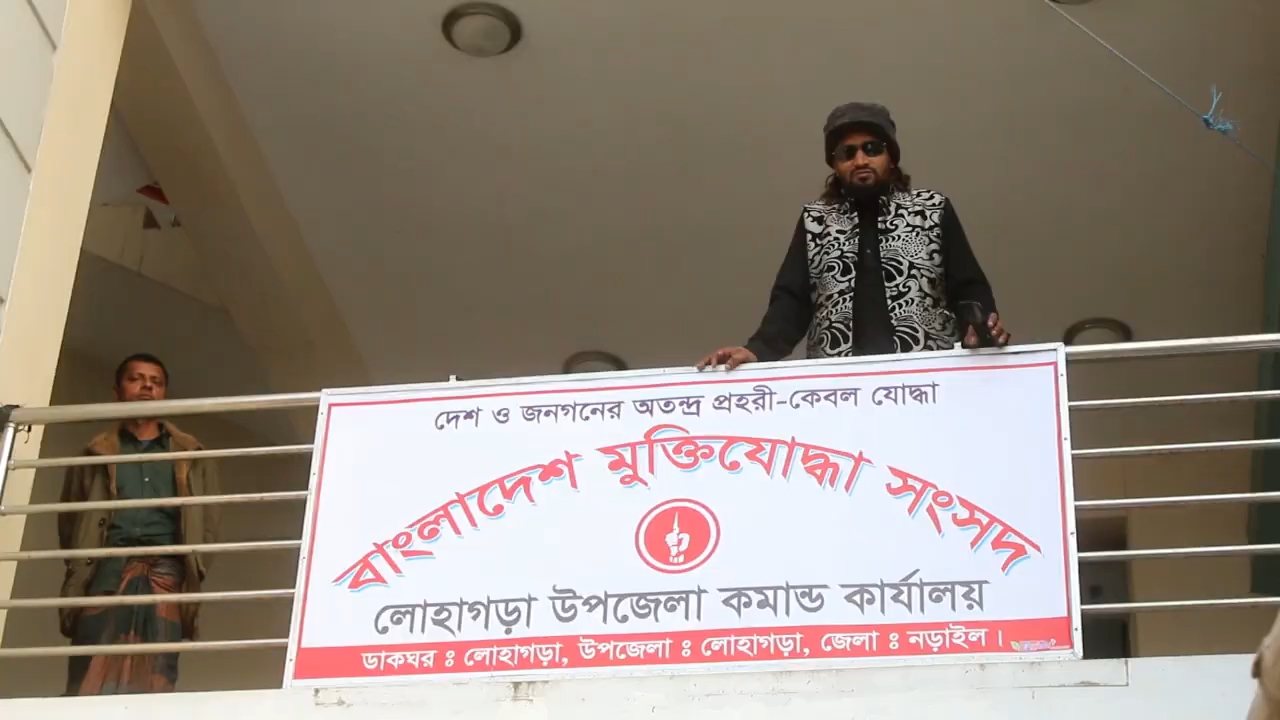 দেশ ও জনগনের অতন্দ্র প্রহরী-কেবল যোদ্ধা
বাংলাদেশ মুক্তিযোদ্ধা সংসদ
লোহাগড়া উপজেলা কমান্ড কার্যালয়
ডাকঘর ঃ লোহাগড়া, উপজেলা ঃ লোহাগড়া, জেলা ঃ নড়াইল।